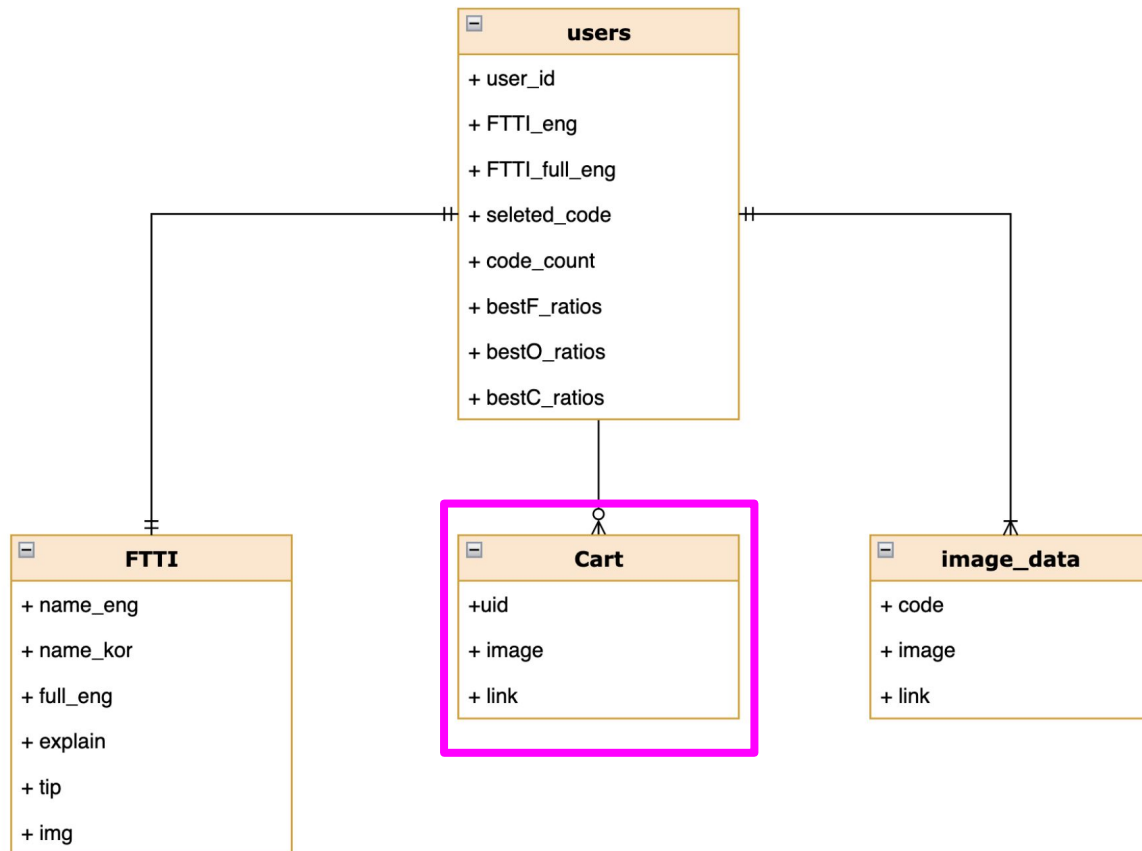 users
+ user_id
+ FTTI_eng
+ FTTI_full_eng
+ seleted_code
+ code_count
+ bestF_ratios
+ bestO_ratios
+ bestC_ratios
FTTI
+ name_eng
+ name_kor
+ full_eng
+ explain
+ tip
+ img
Cart
+uid
+ image
+ link
image_data
+ code
+ image
+ link